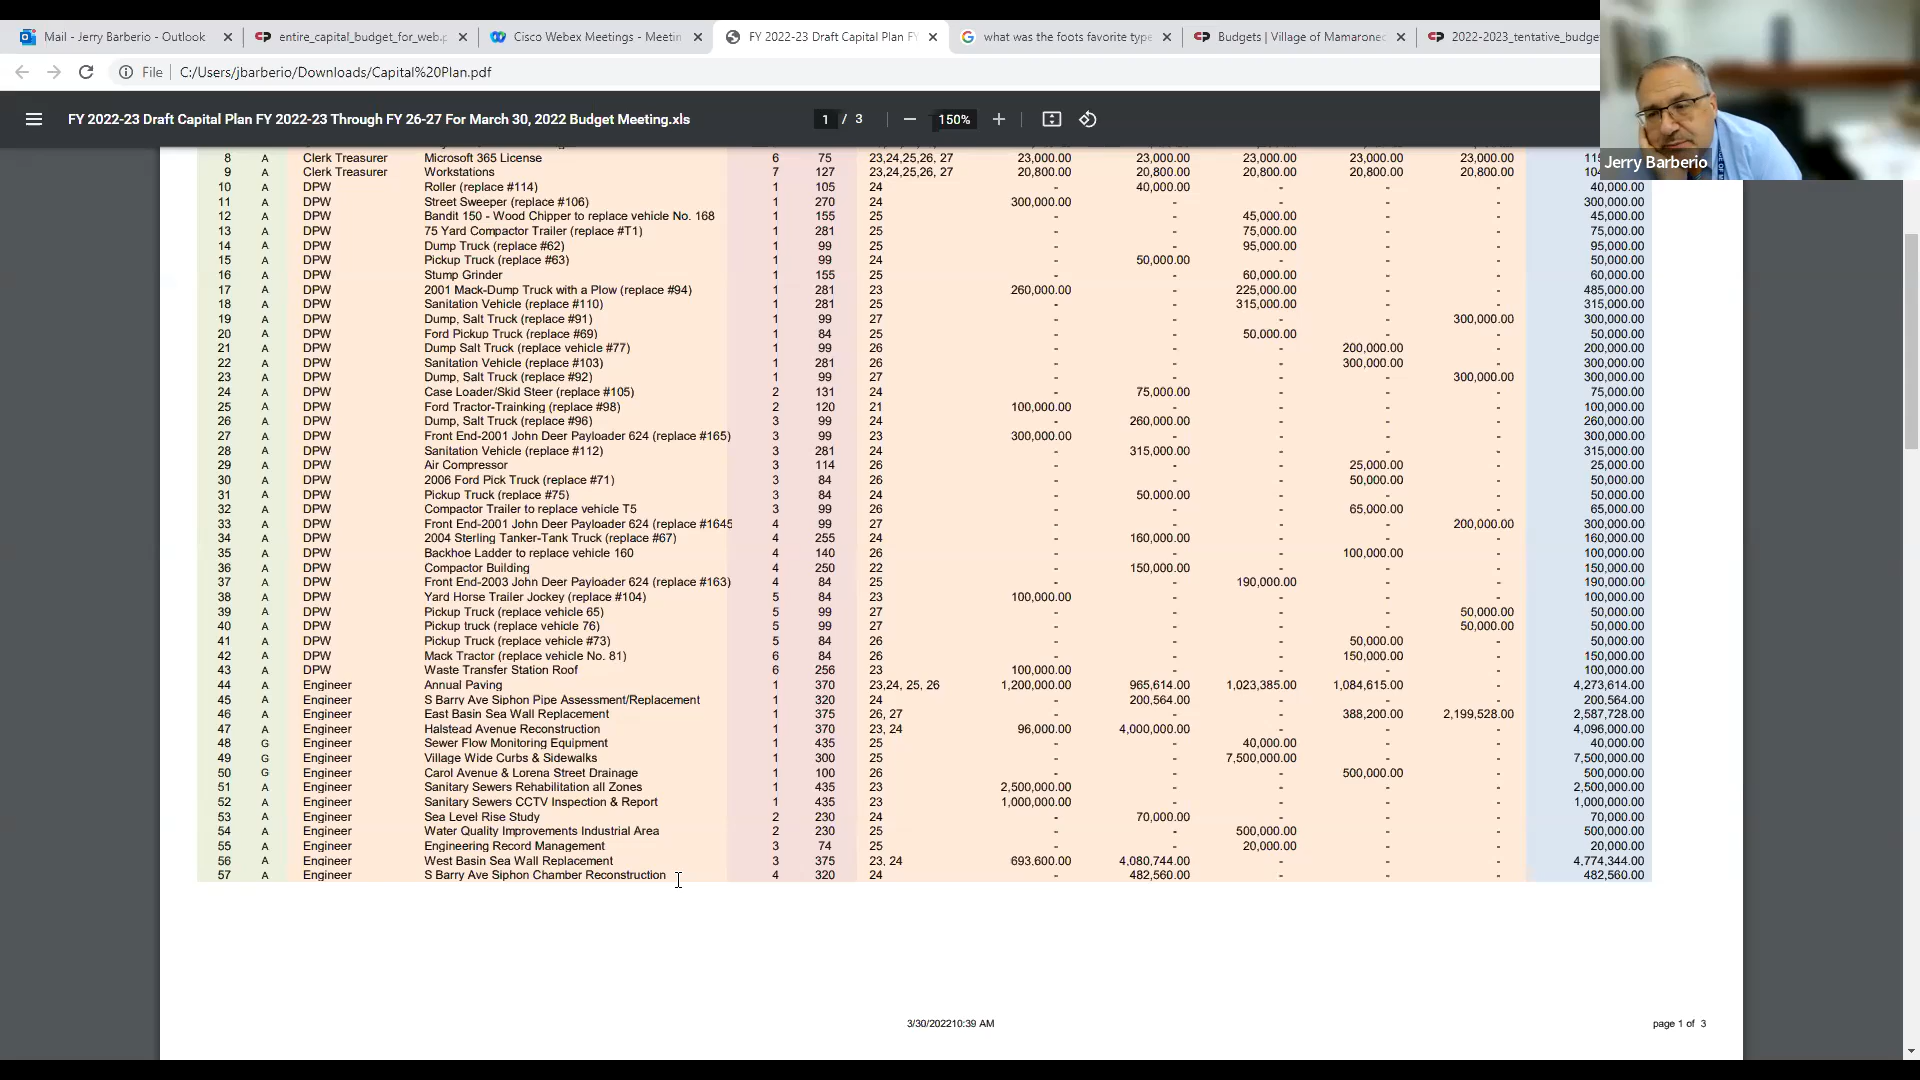 Mail - Jerry Barberio - Outlook
entire_capital_budget_for_web.p
Cisco Webex Meetings - Meetin
FY 2022-23 Draft Capital Plan FY
what was the foots favorite type
Budgets | Village of Mamaronec
2022-2023_tentative_budge
File C:/Users/jbarberio/Downloads/Capital%20Plan.pdf
FY 2022-23 Draft Capital Plan FY 2022-23 Through FY 26-27 For March 30, 2022 Budget Meeting.xls 1 / 3 150%
Jerry Barberio
8 A Clerk Treasurer Microsoft 365 License 6 75 23,24,25,26, 27 23,000.00 23,000.00 23,000.00 23,000.00 23,000.00
9 A Clerk Treasurer Workstations 7 127 23,24,25,26, 27 20,800.00 20,800.00 20,800.00 20,800.00 20,800.00
10 A DPW Roller (replace #114) 1 105 24 - 40,000.00 - - - 40,000.00
11 A DPW Street Sweeper (replace #106) 1 270 24 300,000.00 - - - - 300,000.00
12 A DPW Bandit 150 - Wood Chipper to replace vehicle No. 168 1 155 25 - - 45,000.00 - - 45,000.00
13 A DPW 75 Yard Compactor Trailer (replace #T1) 1 281 25 - - 75,000.00 - - 75,000.00
14 A DPW Dump Truck (replace #62) 1 99 25 - - 95,000.00 - - 95,000.00
15 A DPW Pickup Truck (replace #63) 1 99 24 - 50,000.00 - - - 50,000.00
16 A DPW Stump Grinder 1 155 25 - - 60,000.00 - - 60,000.00
17 A DPW 2001 Mack-Dump Truck with a Plow (replace #94) 1 281 23 260,000.00 - 225,000.00 - - 485,000.00
18 A DPW Sanitation Vehicle (replace #110) 1 281 25 - - 315,000.00 - - 315,000.00
19 A DPW Dump, Salt Truck (replace #91) 1 99 27 - - - - 300,000.00 300,000.00
20 A DPW Ford Pickup Truck (replace #69) 1 84 25 - - 50,000.00 - - 50,000.00
21 A DPW Dump Salt Truck (replace vehicle #77) 1 99 26 - - - 200,000.00 - 200,000.00
22 A DPW Sanitation Vehicle (replace #103) 1 281 26 - - - 300,000.00 - 300,000.00
23 A DPW Dump, Salt Truck (replace #92) 1 99 27 - - - - 300,000.00 300,000.00
24 A DPW Case Loader/Skid Steer (replace #105) 2 131 24 - 75,000.00 - - - 75,000.00
25 A DPW Ford Tractor-Trainking (replace #98) 2 120 21 100,000.00 - - - - 100,000.00
26 A DPW Dump, Salt Truck (replace #96) 3 99 24 - 260,000.00 - - - 260,000.00
27 A DPW Front End-2001 John Deer Payloader 624 (replace #165) 3 99 23 300,000.00 - - - - 300,000.00
28 A DPW Sanitation Vehicle (replace #112) 3 281 24 - 315,000.00 - - - 315,000.00
29 A DPW Air Compressor 3 114 26 - - - 25,000.00 - 25,000.00
30 A DPW 2006 Ford Pick Truck (replace #71) 3 84 26 - - - 50,000.00 - 50,000.00
31 A DPW Pickup Truck (replace #75) 3 84 24 - 50,000.00 - - - 50,000.00
32 A DPW Compactor Trailer to replace vehicle T5 3 99 26 - - - 65,000.00 - 65,000.00
33 A DPW Front End-2001 John Deer Payloader 624 (replace #1645 4 99 27 - - - - 200,000.00 300,000.00
34 A DPW 2004 Sterling Tanker-Tank Truck (replace #67) 4 255 24 - 160,000.00 - - - 160,000.00
35 A DPW Backhoe Ladder to replace vehicle 160 4 140 26 - - - 100,000.00 - 100,000.00
36 A DPW Compactor Building 4 250 22 - 150,000.00 - - - 150,000.00
37 A DPW Front End-2003 John Deer Payloader 624 (replace #163) 4 84 25 - - 190,000.00 - - 190,000.00
38 A DPW Yard Horse Trailer Jockey (replace #104) 5 84 23 100,000.00 - - - - 100,000.00
39 A DPW Pickup Truck (replace vehicle 65) 5 99 27 - - - - 50,000.00 50,000.00
40 A DPW Pickup truck (replace vehicle 76) 5 99 27 - - - - 50,000.00 50,000.00
41 A DPW Pickup Truck (replace vehicle #73) 5 84 26 - - - 50,000.00 - 50,000.00
42 A DPW Mack Tractor (replace vehicle No. 81) 6 84 26 - - - 150,000.00 - 150,000.00
43 A DPW Waste Transfer Station Roof 6 256 23 100,000.00 - - - - 100,000.00
44 A Engineer Annual Paving 1 370 23,24, 25, 26 1,200,000.00 965,614.00 1,023,385.00 1,084,615.00 - 4,273,614.00
45 A Engineer S Barry Ave Siphon Pipe Assessment/Replacement 1 320 24 - 200,564.00 - - - 200,564.00
46 A Engineer East Basin Sea Wall Replacement 1 375 26, 27 - - - 388,200.00 2,199,528.00 2,587,728.00
47 A Engineer Halstead Avenue Reconstruction 1 370 23, 24 96,000.00 4,000,000.00 - - - 4,096,000.00
48 G Engineer Sewer Flow Monitoring Equipment 1 435 25 - - 40,000.00 - - 40,000.00
49 G Engineer Village Wide Curbs & Sidewalks 1 300 25 - - 7,500,000.00 - - 7,500,000.00
50 G Engineer Carol Avenue & Lorena Street Drainage 1 100 26 - - - 500,000.00 - 500,000.00
51 A Engineer Sanitary Sewers Rehabilitation all Zones 1 435 23 2,500,000.00 - - - - 2,500,000.00
52 A Engineer Sanitary Sewers CCTV Inspection & Report 1 435 23 1,000,000.00 - - - - 1,000,000.00
53 A Engineer Sea Level Rise Study 2 230 24 - 70,000.00 - - - 70,000.00
54 A Engineer Water Quality Improvements Industrial Area 2 230 25 - - 500,000.00 - - 500,000.00
55 A Engineer Engineering Record Management 3 74 25 - - 20,000.00 - - 20,000.00
56 A Engineer West Basin Sea Wall Replacement 3 375 23, 24 693,600.00 4,080,744.00 - - - 4,774,344.00
57 A Engineer S Barry Ave Siphon Chamber Reconstruction 4 320 24 - 482,560.00 - - - 482,560.00
3/30/202210:39 AM
page 1 of 3